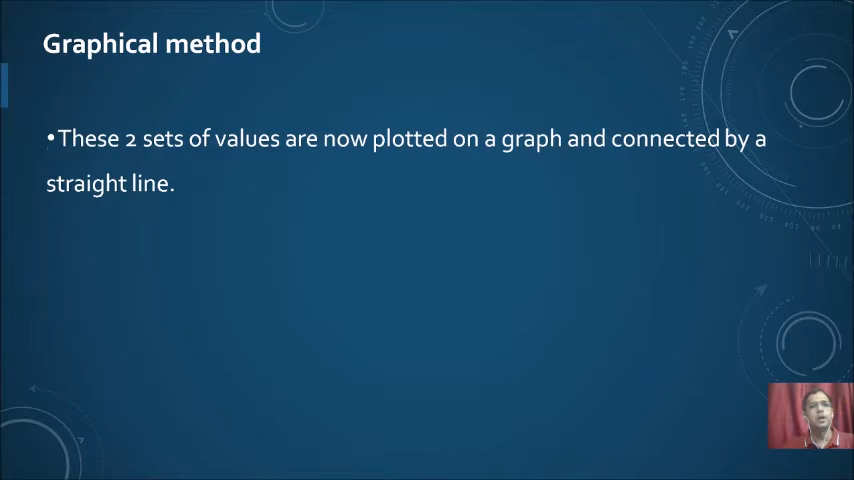 Graphical method
•These 2 sets of values are now plotted on a graph and connected by a
straight line.